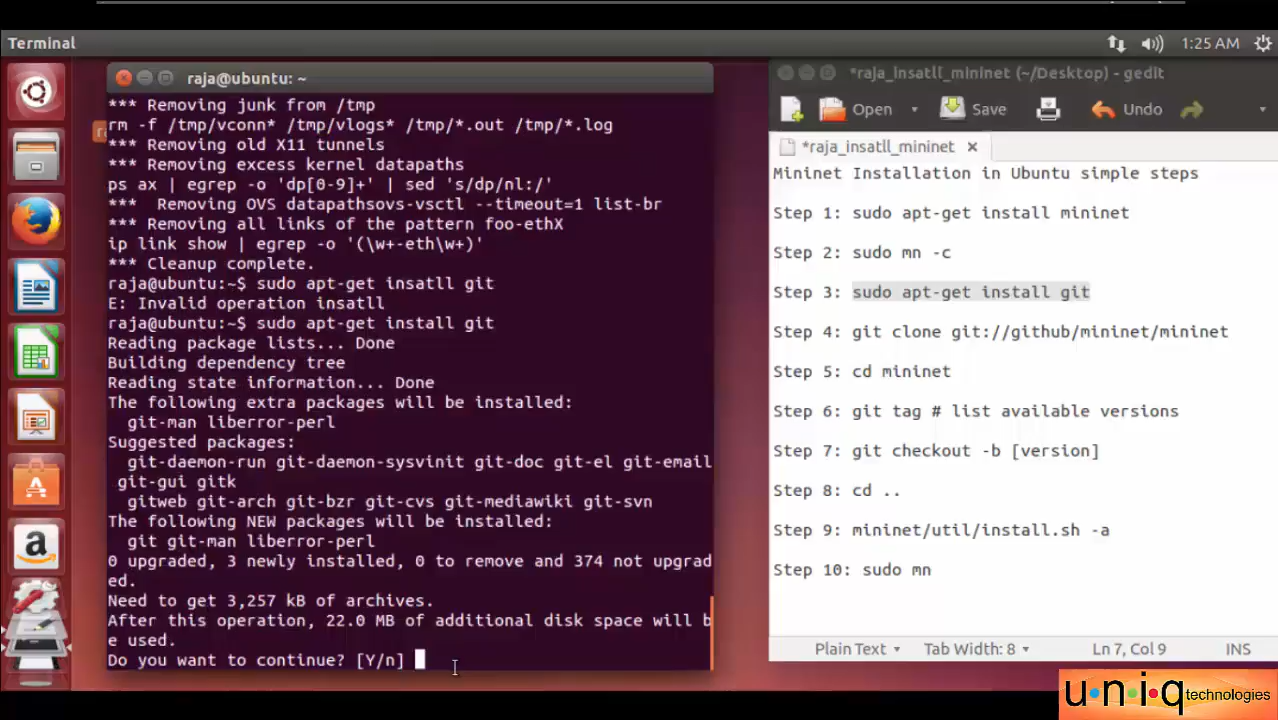 Terminal
1:25 AM
raja@ubuntu: ~
*** Removing junk from /tmp
rm -f /tmp/vconn* /tmp/vlogs* /tmp/*.out /tmp/*.log
*** Removing old X11 tunnels
*** Removing excess kernel datapaths
ps ax | egrep -o 'dp[0-9]+' | sed 's/dp/nl:/'
***  Removing OVS datapathsovs-vsctl --timeout=1 list-br
*** Removing all links of the pattern foo-ethX
ip link show | egrep -o '(\w+-eth\w+)'
*** Cleanup complete.
raja@ubuntu:~$ sudo apt-get insatll git
E: Invalid operation insatll
raja@ubuntu:~$ sudo apt-get install git
Reading package lists... Done
Building dependency tree
Reading state information... Done
The following extra packages will be installed:
git-man liberror-perl
Suggested packages:
git-daemon-run git-daemon-sysvinit git-doc git-el git-email
git-gui gitk
gitweb git-arch git-bzr git-cvs git-mediawiki git-svn
The following NEW packages will be installed:
git git-man liberror-perl
0 upgraded, 3 newly installed, 0 to remove and 374 not upgrad
ed.
Need to get 3,257 kB of archives.
After this operation, 22.0 MB of additional disk space will b
e used.
Do you want to continue? [Y/n]
*raja_insatll_mininet (~/Desktop) - gedit
Open Save Undo
*raja_insatll_mininet
Mininet Installation in Ubuntu simple steps
Step 1: sudo apt-get install mininet
Step 2: sudo mn -c
Step 3: sudo apt-get install git
Step 4: git clone git://github/mininet/mininet
Step 5: cd mininet
Step 6: git tag # list available versions
Step 7: git checkout -b [version]
Step 8: cd ..
Step 9: mininet/util/install.sh -a
Step 10: sudo mn
Plain Text Tab Width: 8 Ln 7, Col 9 INS
u·n·i·q technologies